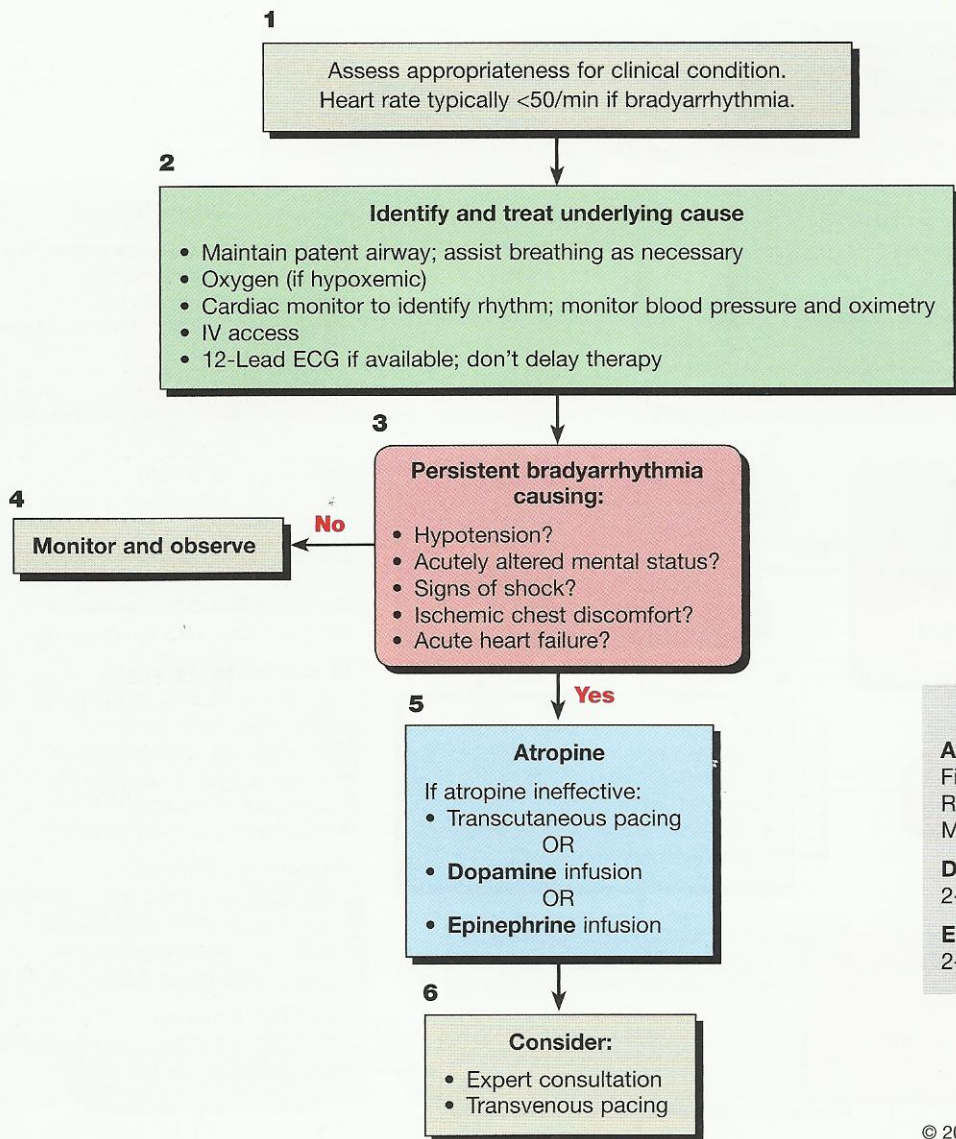 1
Assess appropriateness for clinical condition.
Heart rate typically <50/min if bradyarrhythmia.
2
Identify and treat underlying cause
• Maintain patent airway; assist breathing as necessary
• Oxygen (if hypoxemic)
• Cardiac monitor to identify rhythm; monitor blood pressure and oximetry
• IV access
• 12-Lead ECG if available; don't delay therapy
3
Persistent bradyarrhythmia
causing:
• Hypotension?
• Acutely altered mental status?
• Signs of shock?
• Ischemic chest discomfort?
• Acute heart failure?
No
4
Monitor and observe
Yes
5
Atropine
If atropine ineffective:
• Transcutaneous pacing
OR
• Dopamine infusion
OR
• Epinephrine infusion
6
Consider:
• Expert consultation
• Transvenous pacing
A
Fi
R
M
D
2-
E
2-
© 20